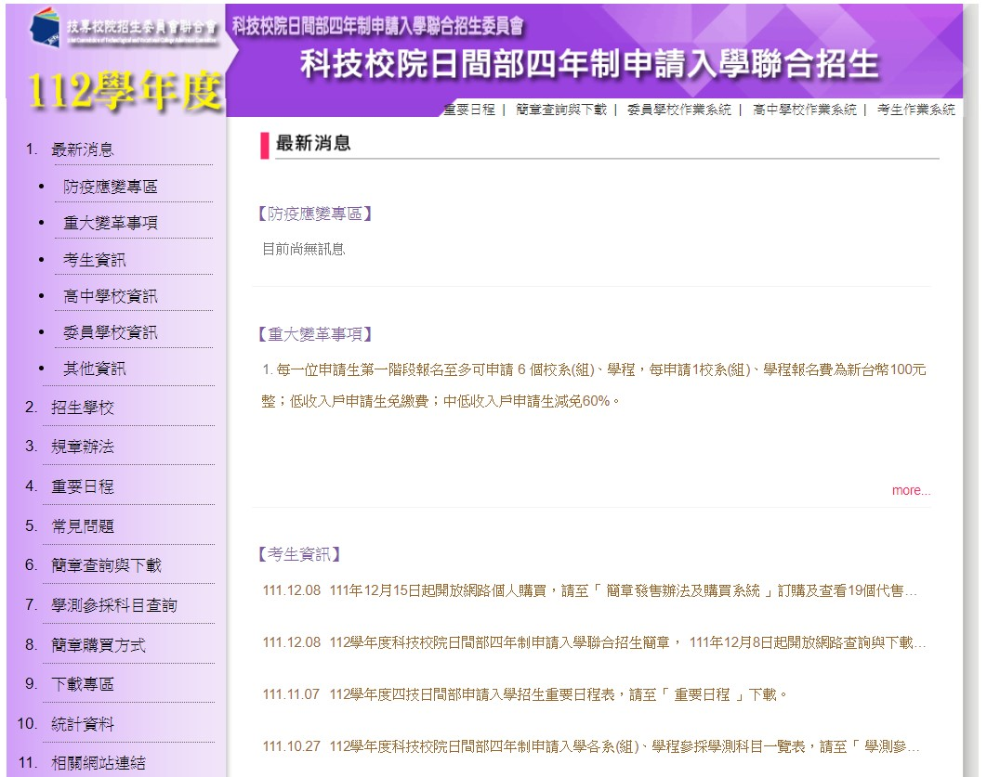 技專校院招生委員會聯合會
112學年度
科技校院日間部四年制申請入學聯合招生委員會
科技校院日間部四年制申請入學聯合招生
重要日程 | 簡章查詢與下載 | 委員學校作業系統 | 高中學校作業系統 | 考生作業系統
1. 最新消息
• 防疫應變專區
• 重大變革事項
• 考生資訊
• 高中學校資訊
• 委員學校資訊
• 其他資訊
2. 招生學校
3. 規章辦法
4. 重要日程
5. 常見問題
6. 簡章查詢與下載
7. 學測參採科目查詢
8. 簡章購買方式
9. 下載專區
10. 統計資料
11. 相關網站連結
最新消息
【防疫應變專區】
目前尚無訊息
【重大變革事項】
1. 每一位申請生第一階段報名至多可申請 6 個校系(組)、學程，每申請1校系(組)、學程報名費為新台幣100元
整；低收入戶申請生免繳費；中低收入戶申請生減免60%。
more...
【考生資訊】
111.12.08 111年12月15日起開放網路個人購買，請至「 簡章發售辦法及購買系統 」訂購及查看19個代售...
111.12.08 112學年度科技校院日間部四年制申請入學聯合招生簡章， 111年12月8日起開放網路查詢與下載...
111.11.07 112學年度四技日間部申請入學招生重要日程表，請至「 重要日程 」下載。
111.10.27 112學年度科技校院日間部四年制申請入學各系(組)、學程參採學測科目一覽表，請至「 學測參...